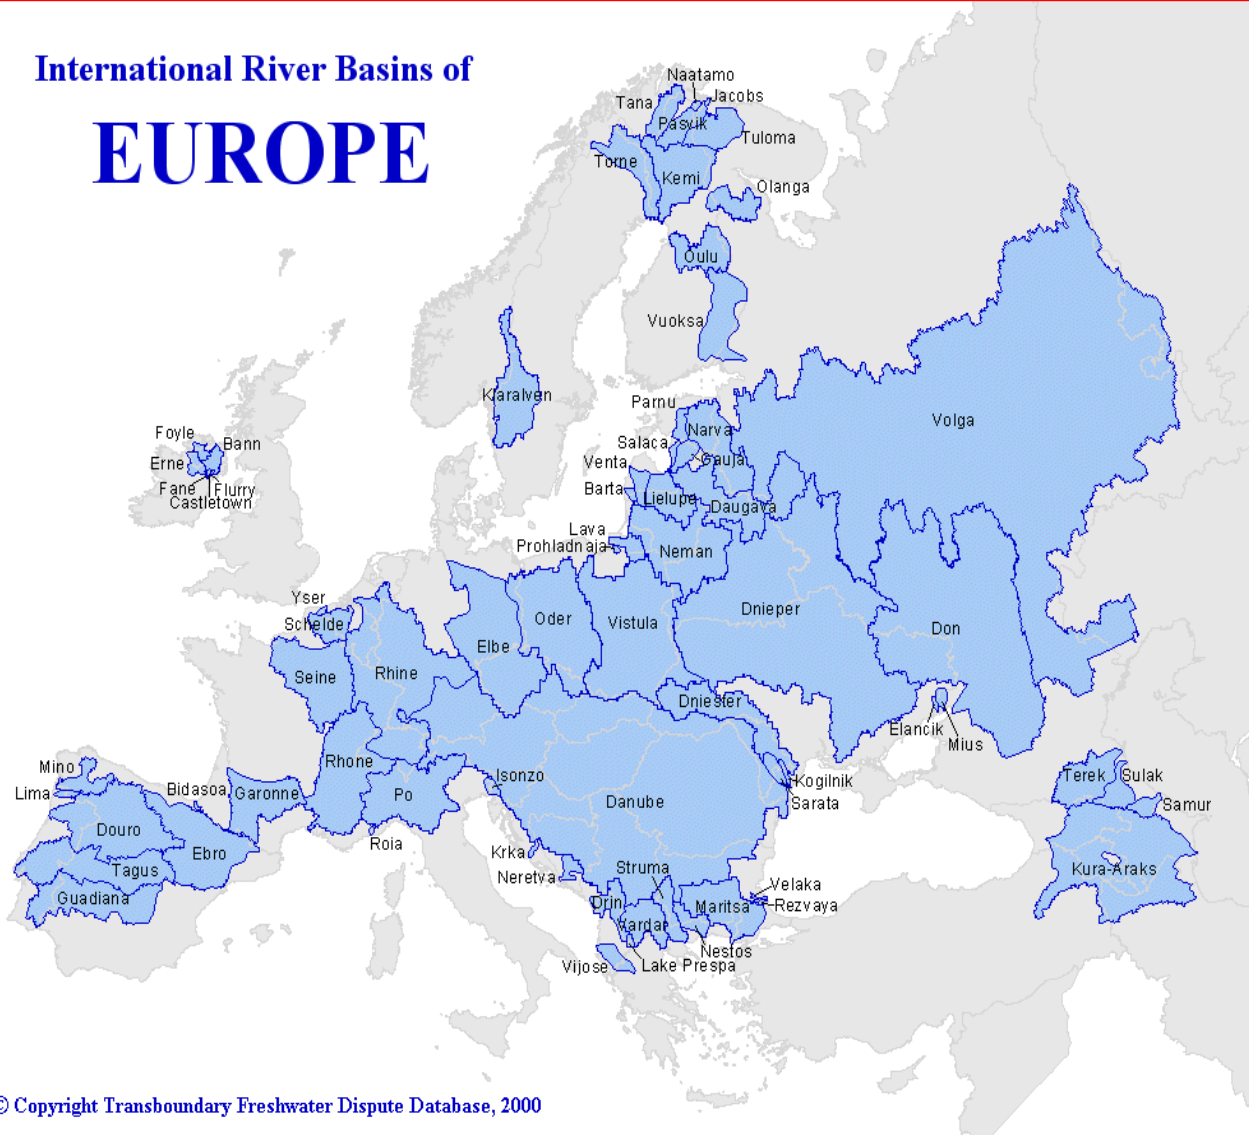 International River Basins of
EUROPE
Naatamo
Tana
Jacobs
Pasvik
Tuloma
Torne
Kemi
Olanga
Oulu
Vuoksa
Klaralven
Parnu
Volga
Narva
Foyle
Bann
Salaca
Gauja
Erne
Venta
Fane
Flurry
Barta
Lielupe
Castletown
Daugava
Lava
Prohladnaja
Neman
Yser
Schelde
Dnieper
Oder
Vistula
Don
Elbe
Seine
Rhine
Dniester
Elancik
Mius
Mino
Rhone
Isonzo
Terek
Sulak
Kogilnik
Lima
Bidasoa
Garonne
Po
Danube
Sarata
Samur
Douro
Roia
Ebro
Krka
Tagus
Struma
Kura-Araks
Neretva
Velaka
Guadiana
Drin
Maritsa
Rezvaya
Vardar
Nestos
Vijose
Lake Prespa
© Copyright Transboundary Freshwater Dispute Database, 2000